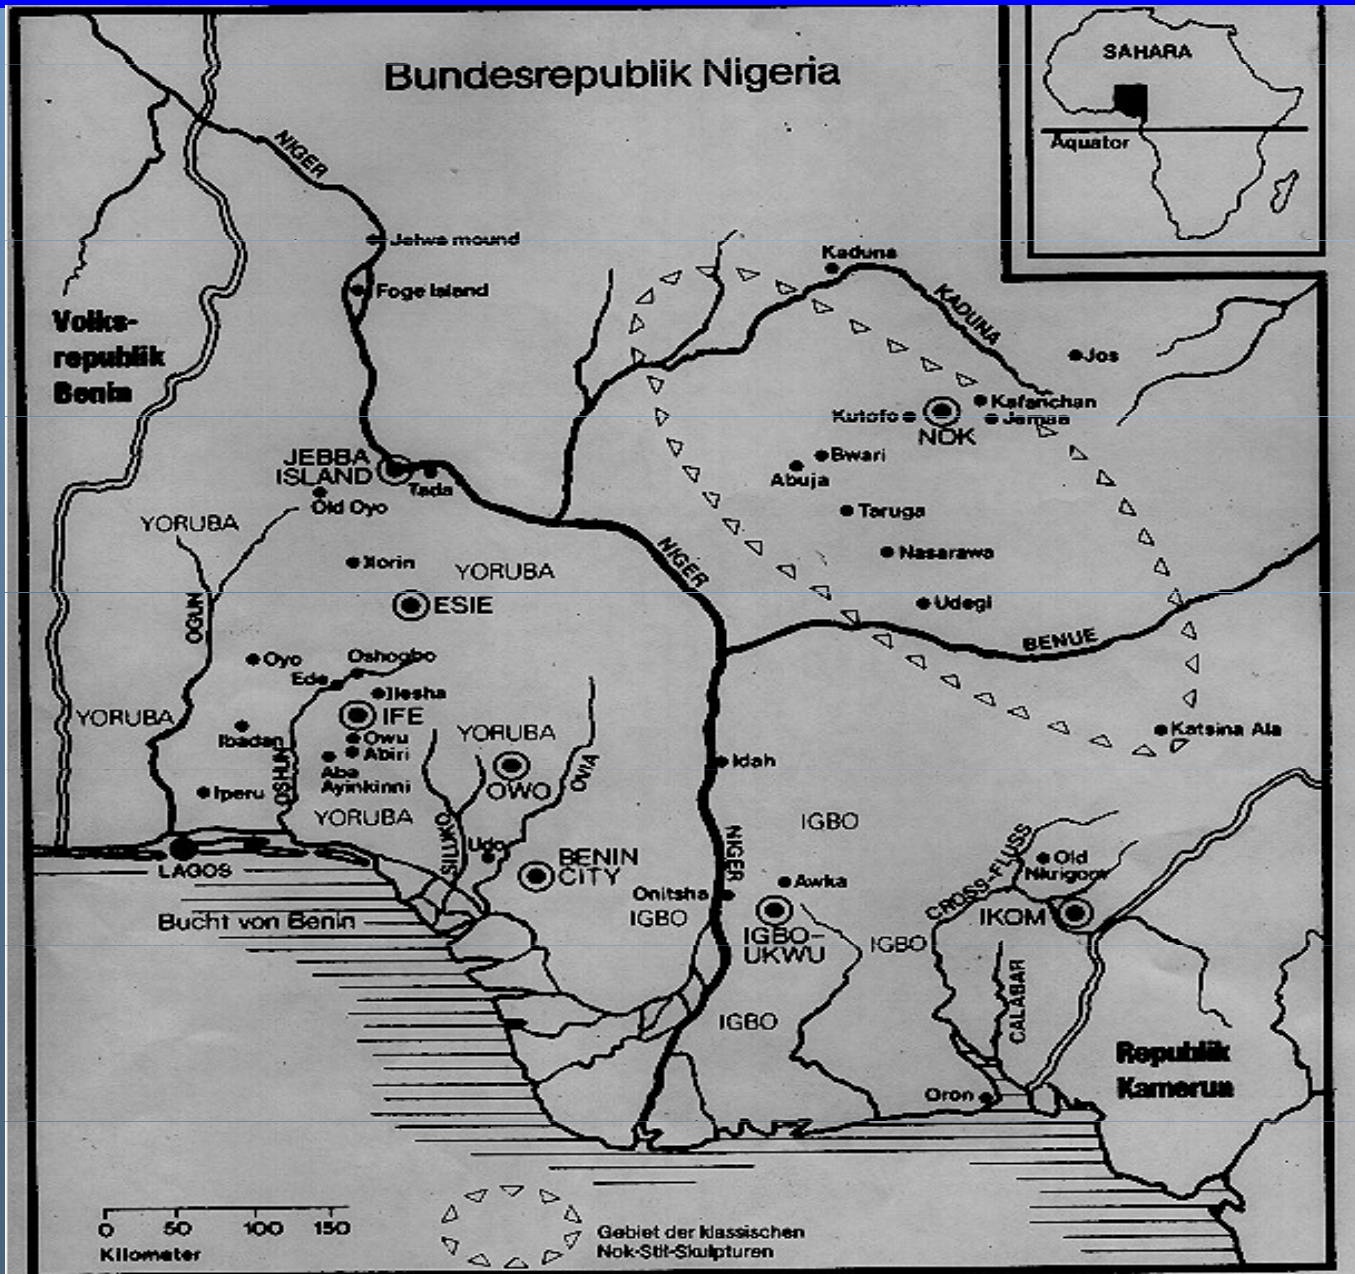 Bundesrepublik Nigeria
SAHARA
Äquator
NIGER
Jelwa mound
Foge Island
Kaduna
KADUNA
Jos
Volks-
republik
Benin
Kafanchan
Kutofo
Jemaa
NOK
Bwari
Abuja
JEBBA
ISLAND
Tada
Old Oyo
Taruga
YORUBA
Nasarawa
NIGER
Ilorin
YORUBA
ESIE
OGUN
Udegi
BENUE
Oyo
Oshogbo
Ede
Ilesha
IFE
YORUBA
YORUBA
Katsina Ala
Ibadan
Owu
Abiri
Idah
Aba
Ayinkinni
OSHUN
OWO
OVIA
Iperu
YORUBA
IGBO
SILUKO
Udo
NIGER
CROSS-FLUSS
Old
BENIN
CITY
LAGOS
Awka
Onitsha
IGBO
IKOM
Bucht von Benin
IGBO-
UKWU
IGBO
CALABAR
IGBO
Republik
Kamerun
Oron
0 50 100 150
Kilometer
Gebiet der klassischen
Nok-Stil-Skulpturen